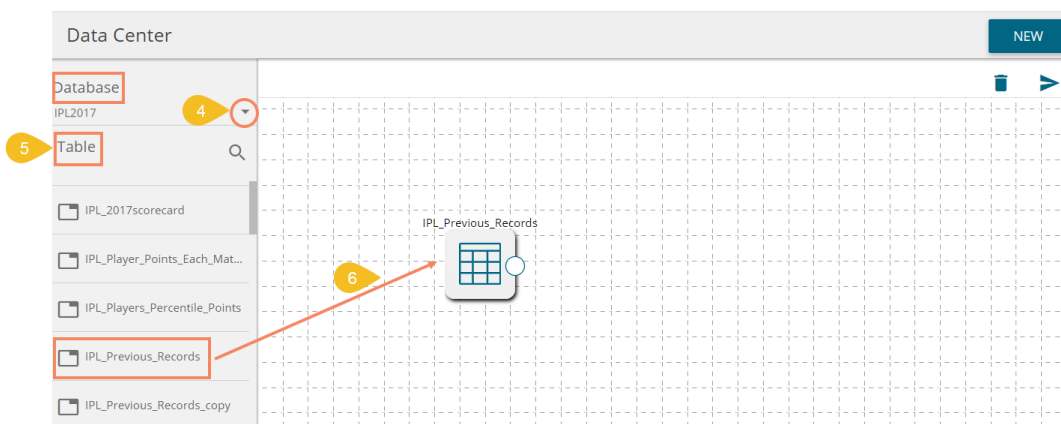 Data Center
NEW
Database
IPL2017
4
5
Table
IPL_2017scorecard
IPL_Previous_Records
IPL_Player_Points_Each_Mat...
6
IPL_Players_Percentile_Points
IPL_Previous_Records
IPL_Previous_Records_copy